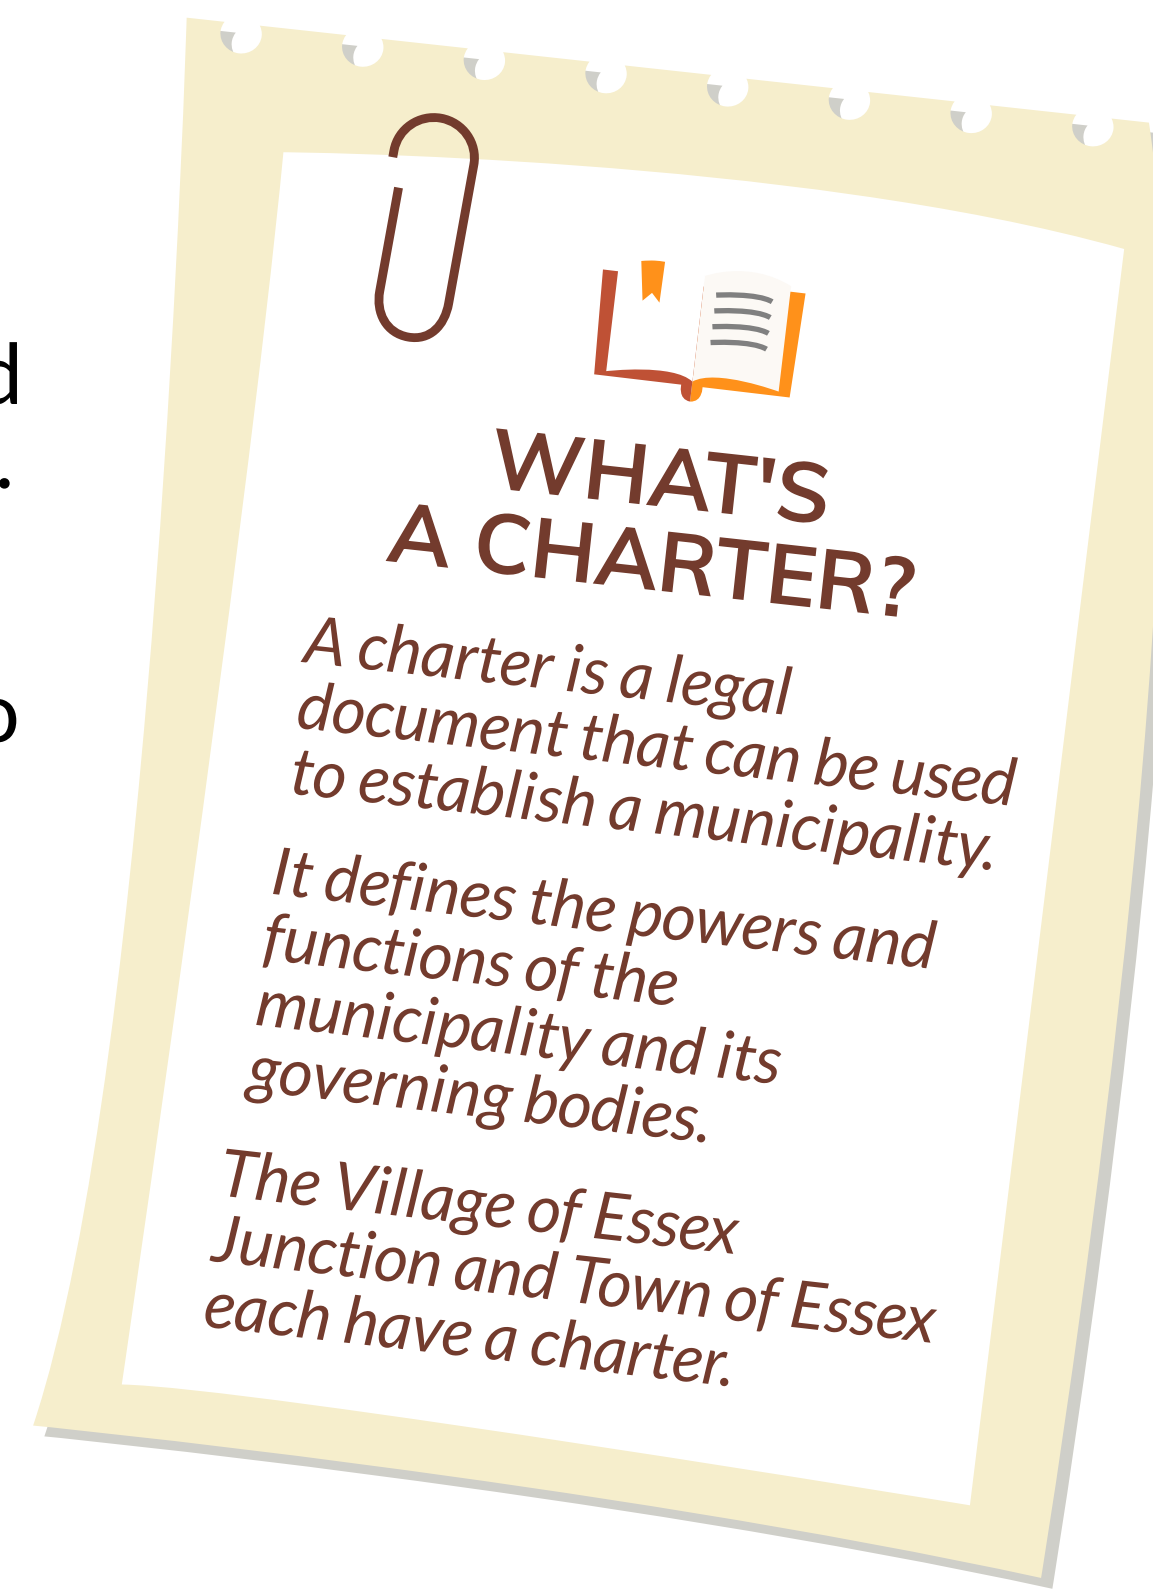 d
.
o
WHAT'S
A CHARTER?
A charter is a legal
document that can be used
to establish a municipality.
It defines the powers and
functions of the
municipality and its
governing bodies.
The Village of Essex
Junction and Town of Essex
each have a charter.